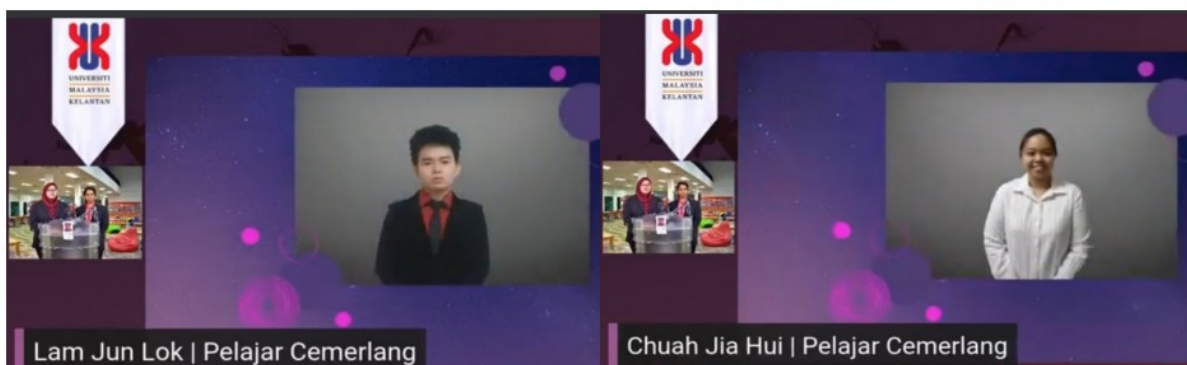 UNIVERSITI
MALAYSIA
KELANTAN
Lam Jun Lok | Pelajar Cemerlang
UNIVERSITI
MALAYSIA
KELANTAN
Chuah Jia Hui | Pelajar Cemerlang